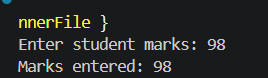 nnerFile }
Enter student marks: 98
Marks entered: 98